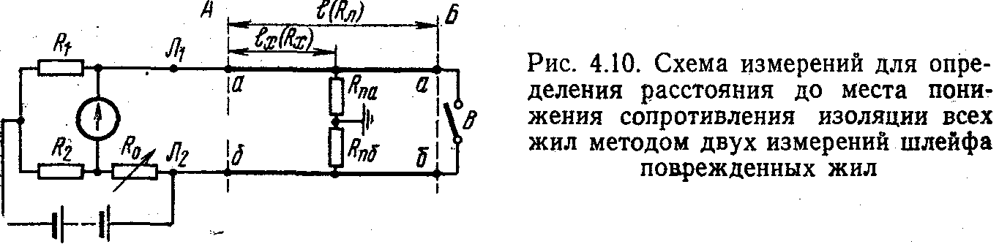 А
ℓ(Rл)
Б
ℓx(Rx)
R1
Л1
а
а
Rпа
В
R2
R0
Л2
б
Rпб
б
Рис. 4.10. Схема измерений для опре-
деления расстояния до места пони-
жения сопротивления изоляции всех
жил методом двух измерений шлейфа
поврежденных жил